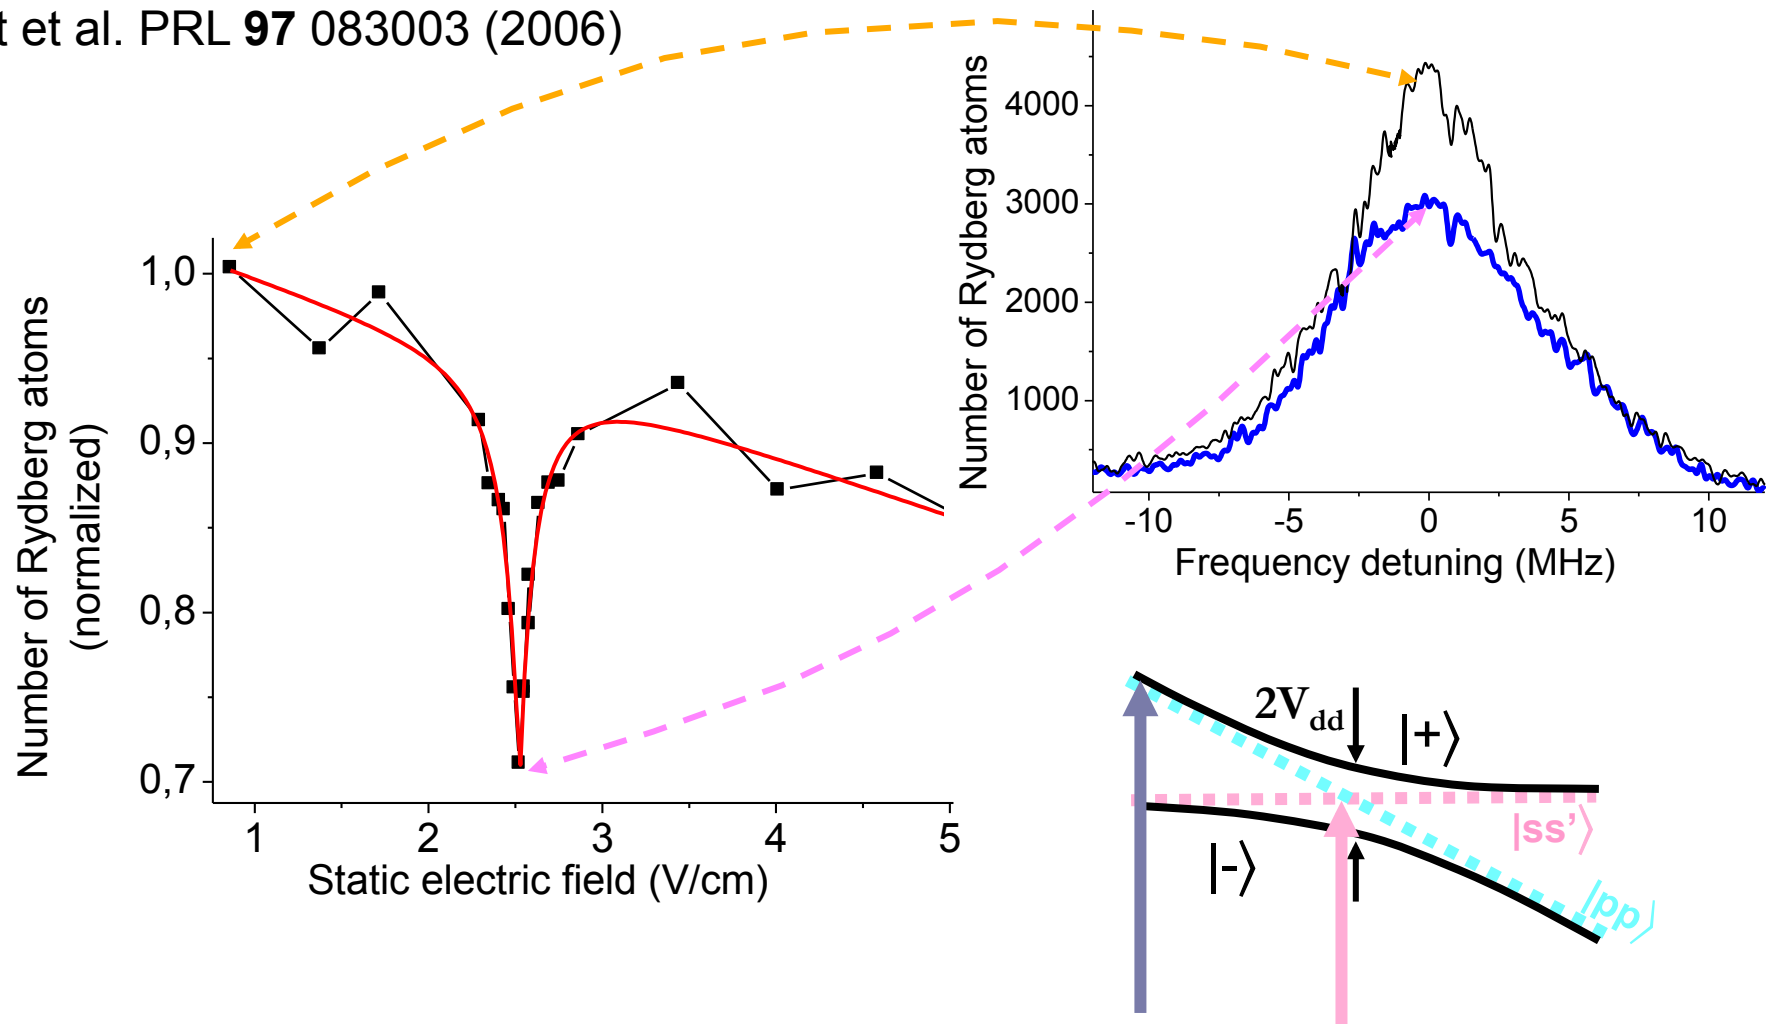 t et al. PRL 97 083003 (2006)
Number of Rydberg atoms
(normalized)
1,0
0,9
0,8
0,7
1 2 3 4 5
Static electric field (V/cm)
Number of Rydberg atoms
4000
3000
2000
1000
-10 -5 0 5 10
Frequency detuning (MHz)
2Vdd
|+⟩
|ss’⟩
|-⟩
|pp⟩